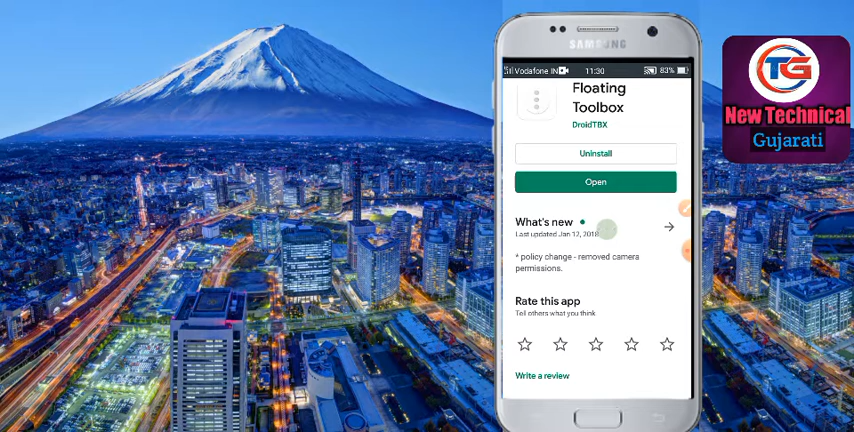 SAMSUNG
Vodafone IN 11:30 83%
Floating
Toolbox
DroidTBX
Uninstall
Open
What's new
Last updated Jan 12, 2018
* policy change - removed camera
permissions.
Rate this app
Tell others what you think
Write a review
TG
New Technical
Gujarati